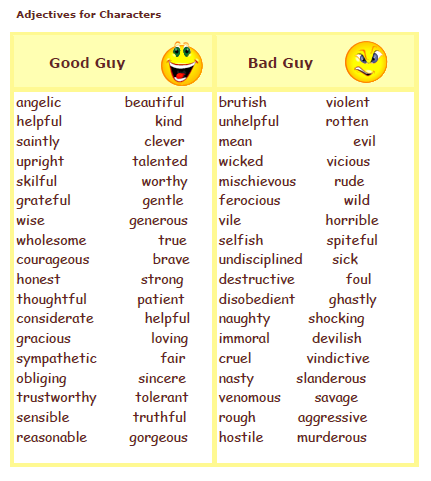 Adjectives for Characters
Good Guy Bad Guy
angelic beautiful brutish violent
helpful kind unhelpful rotten
saintly clever mean evil
upright talented wicked vicious
skilful worthy mischievous rude
grateful gentle ferocious wild
wise generous vile horrible
wholesome true selfish spiteful
courageous brave undisciplined sick
honest strong destructive foul
thoughtful patient disobedient ghastly
considerate helpful naughty shocking
gracious loving immoral devilish
sympathetic fair cruel vindictive
obliging sincere nasty slanderous
trustworthy tolerant venomous savage
sensible truthful rough aggressive
reasonable gorgeous hostile murderous